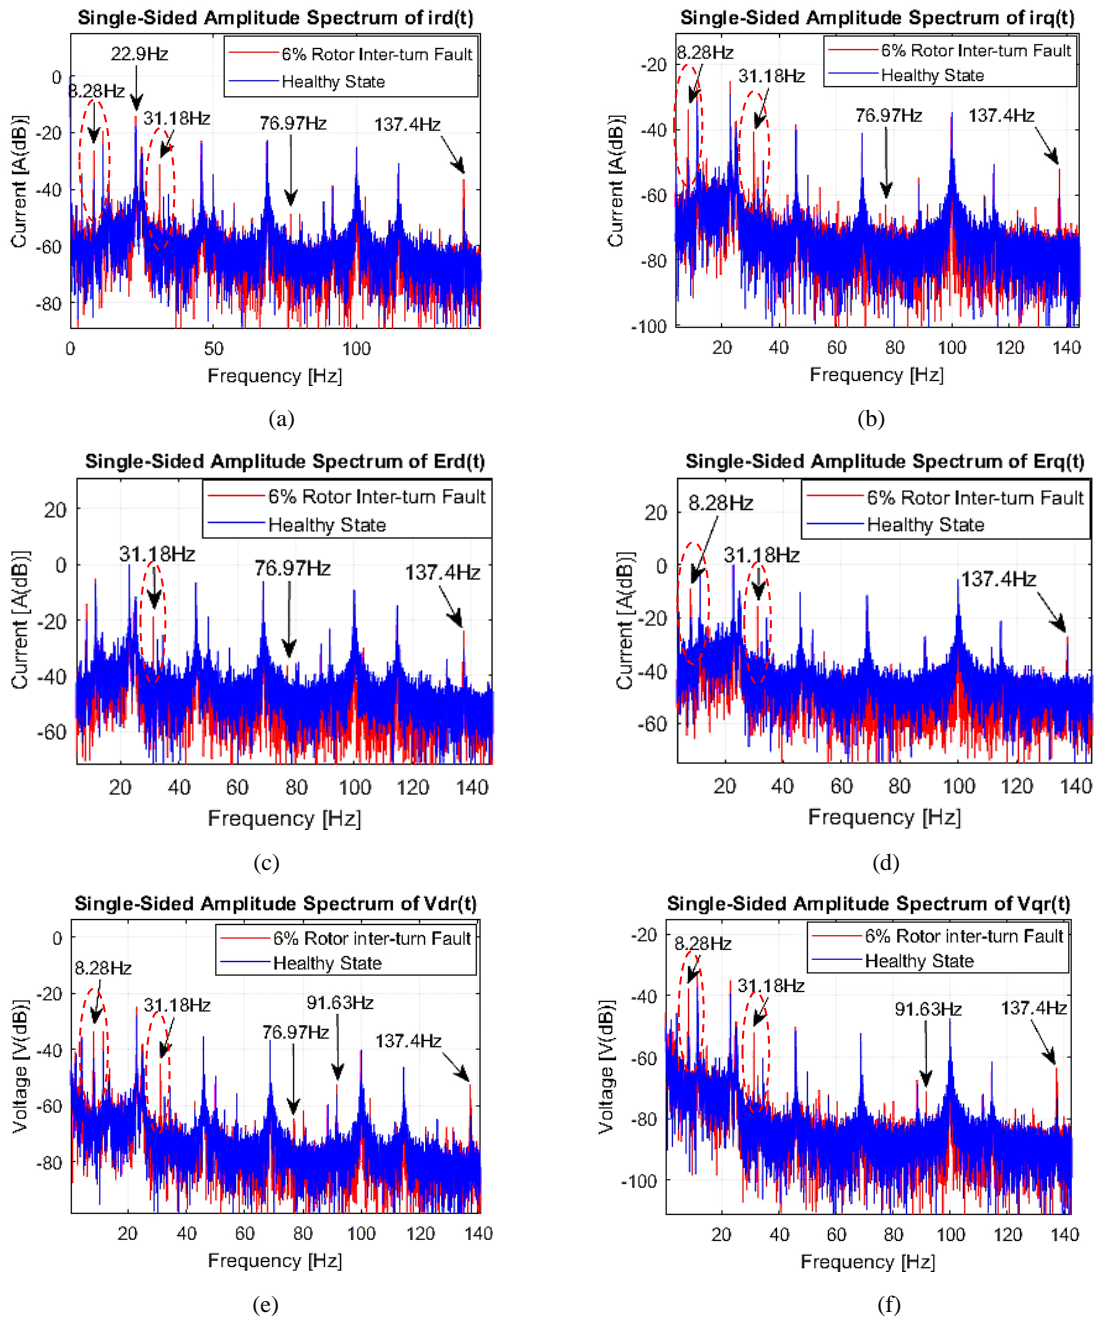 Single-Sided Amplitude Spectrum of ird(t)
6% Rotor Inter-turn Fault
Healthy State
22.9Hz
8.28Hz
31.18Hz
76.97Hz
137.4Hz
0
-20
-40
-60
-80
Current [A(dB)]
0 50 100
Frequency [Hz]
(a)
Single-Sided Amplitude Spectrum of irq(t)
6% Rotor Inter-turn Fault
Healthy State
8.28Hz
31.18Hz
76.97Hz
137.4Hz
-20
-40
-60
-80
-100
Current [A(dB)]
20 40 60 80 100 120 140
Frequency [Hz]
(b)
Single-Sided Amplitude Spectrum of Erd(t)
6% Rotor Inter-turn Fault
Healthy State
31.18Hz
76.97Hz
137.4Hz
20
0
-20
-40
-60
Current [A(dB)]
20 40 60 80 100 120 140
Frequency [Hz]
(c)
Single-Sided Amplitude Spectrum of Erq(t)
6% Rotor Inter-turn Fault
Healthy State
8.28Hz
31.18Hz
137.4Hz
20
0
-20
-40
-60
Current [A(dB)]
20 40 60 80 100 120 140
Frequency [Hz]
(d)
Single-Sided Amplitude Spectrum of Vdr(t)
6% Rotor inter-turn Fault
Healthy State
8.28Hz
31.18Hz
76.97Hz
91.63Hz
137.4Hz
0
-20
-40
-60
-80
Voltage [V(dB)]
20 40 60 80 100 120 140
Frequency [Hz]
(e)
Single-Sided Amplitude Spectrum of Vqr(t)
6% Rotor inter-turn Fault
Healthy State
8.28Hz
31.18Hz
91.63Hz
137.4Hz
-20
-40
-60
-80
-100
Voltage [V(dB)]
20 40 60 80 100 120 140
Frequency [Hz]
(f)